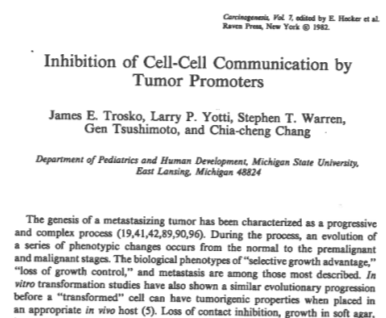 Carcinogenesis, Vol. 7, edited by E. Hecker et al.
Raven Press, New York © 1982.
Inhibition of Cell-Cell Communication by
Tumor Promoters
James E. Trosko, Larry P. Yotti, Stephen T. Warren,
Gen Tsushimoto, and Chia-cheng Chang
Department of Pediatrics and Human Development, Michigan State University,
East Lansing, Michigan 48824
The genesis of a metastasizing tumor has been characterized as a progressive
and complex process (19,41,42,89,90,96). During the process, an evolution of
a series of phenotypic changes occurs from the normal to the premalignant
and malignant stages. The biological phenotypes of "selective growth advantage,"
"loss of growth control," and metastasis are among those most described. In
vitro transformation studies have also shown a similar evolutionary progression
before a "transformed" cell can have tumorigenic properties when placed in
an appropriate in vivo host (5). Loss of contact inhibition, growth in soft agar,